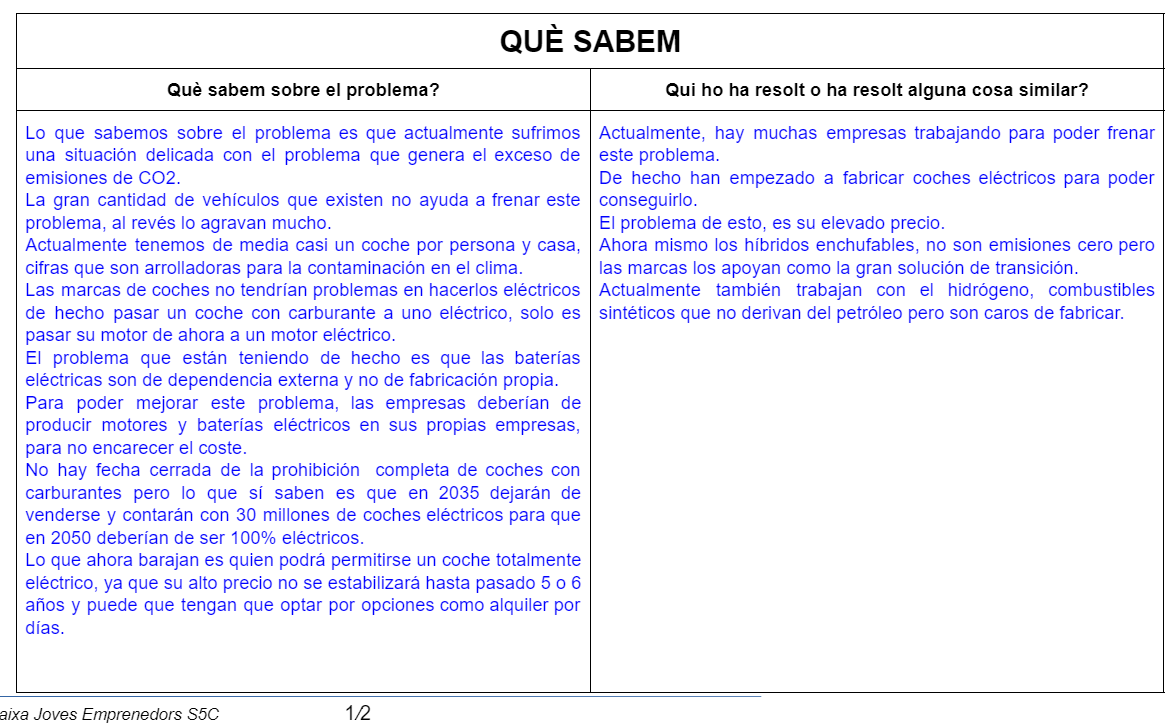 QUÈ SABEM
Què sabem sobre el problema?
Qui ho ha resolt o ha resolt alguna cosa similar?
Lo que sabemos sobre el problema es que actualmente sufrimos
una situación delicada con el problema que genera el exceso de
emisiones de CO2.
La gran cantidad de vehículos que existen no ayuda a frenar este
problema, al revés lo agravan mucho.
Actualmente tenemos de media casi un coche por persona y casa,
cifras que son arrolladoras para la contaminación en el clima.
Las marcas de coches no tendrían problemas en hacerlos eléctricos
de hecho pasar un coche con carburante a uno eléctrico, solo es
pasar su motor de ahora a un motor eléctrico.
El problema que están teniendo de hecho es que las baterías
eléctricas son de dependencia externa y no de fabricación propia.
Para poder mejorar este problema, las empresas deberían de
producir motores y baterías eléctricos en sus propias empresas,
para no encarecer el coste.
No hay fecha cerrada de la prohibición  completa de coches con
carburantes pero lo que sí saben es que en 2035 dejarán de
venderse y contarán con 30 millones de coches eléctricos para que
en 2050 deberían de ser 100% eléctricos.
Lo que ahora barajan es quien podrá permitirse un coche totalmente
eléctrico, ya que su alto precio no se estabilizará hasta pasado 5 o 6
años y puede que tengan que optar por opciones como alquiler por
días.
Actualmente, hay muchas empresas trabajando para poder frenar
este problema.
De hecho han empezado a fabricar coches eléctricos para poder
conseguirlo.
El problema de esto, es su elevado precio.
Ahora mismo los híbridos enchufables, no son emisiones cero pero
las marcas los apoyan como la gran solución de transición.
Actualmente también trabajan con el hidrógeno, combustibles
sintéticos que no derivan del petróleo pero son caros de fabricar.
aixa Joves Emprenedors S5C
1/2